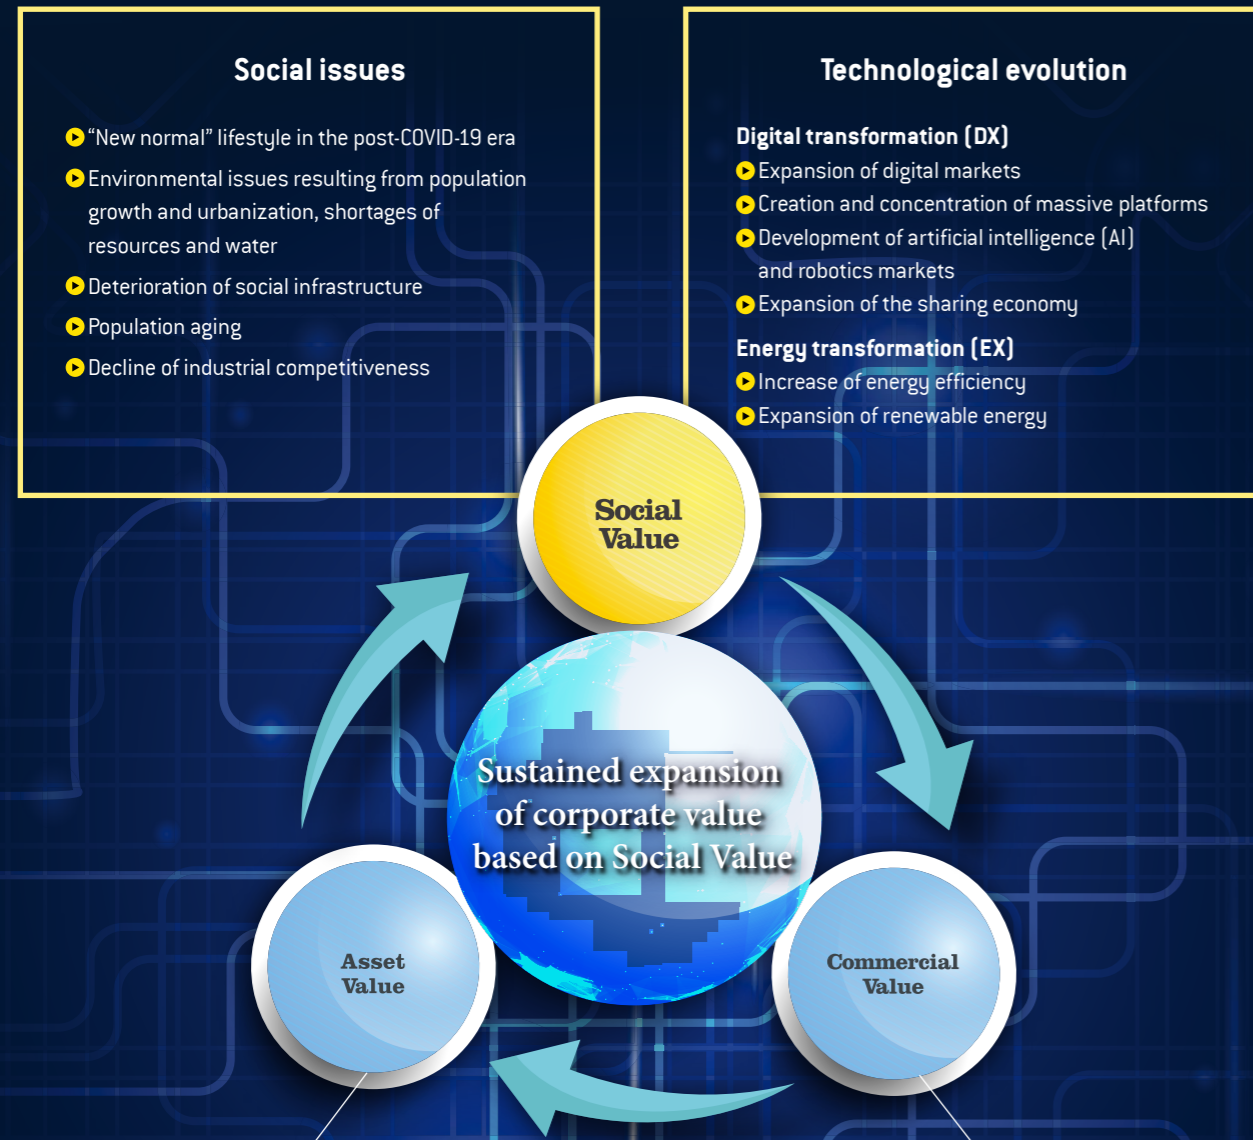 Social issues
“New normal” lifestyle in the post-COVID-19 era
Environmental issues resulting from population
growth and urbanization, shortages of
resources and water
Deterioration of social infrastructure
Population aging
Decline of industrial competitiveness
Technological evolution
Digital transformation (DX)
Expansion of digital markets
Creation and concentration of massive platforms
Development of artificial intelligence (AI)
and robotics markets
Expansion of the sharing economy
Energy transformation (EX)
Increase of energy efficiency
Expansion of renewable energy
Social
Value
Sustained expansion
of corporate value
based on Social Value
Asset
Value
Commercial
Value